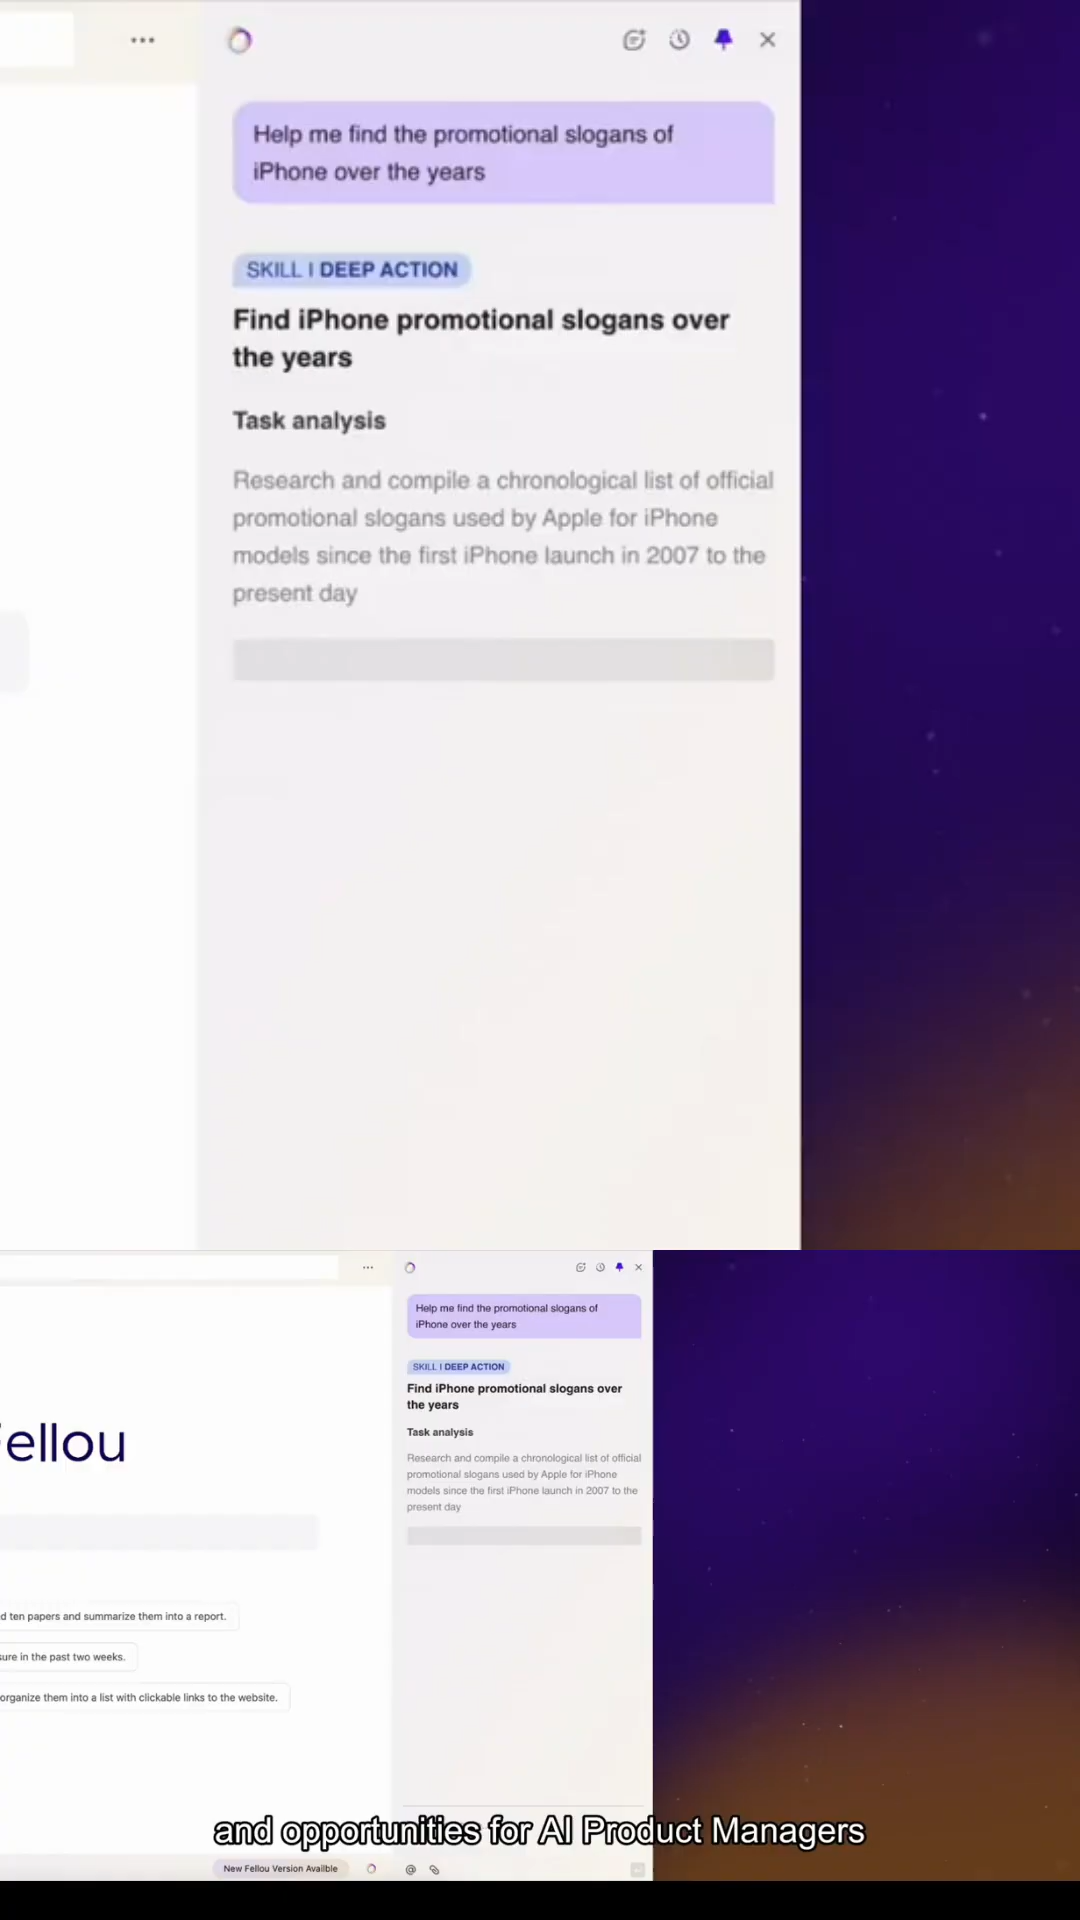 Help me find the promotional slogans of
iPhone over the years
SKILL I DEEP ACTION
Find iPhone promotional slogans over
the years
Task analysis
Research and compile a chronological list of official
promotional slogans used by Apple for iPhone
models since the first iPhone launch in 2007 to the
present day
Help me find the promotional slogans of
iPhone over the years
SKILL I DEEP ACTION
Find iPhone promotional slogans over
the years
Task analysis
Research and compile a chronological list of official
promotional slogans used by Apple for iPhone
models since the first iPhone launch in 2007 to the
present day
ellou
d ten papers and summarize them into a report.
sure in the past two weeks.
organize them into a list with clickable links to the website.
and opportunities for AI Product Managers
New Fellou Version Availble